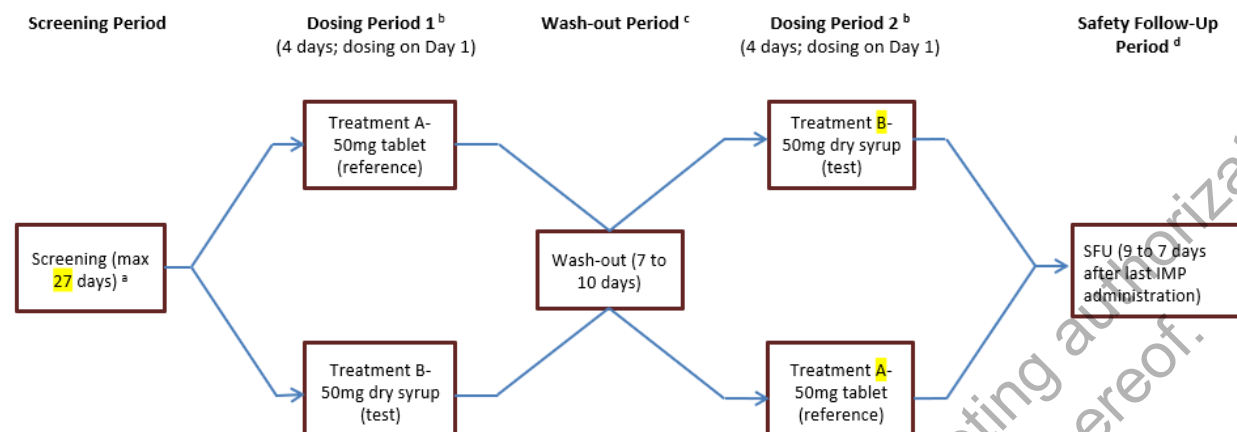 Screening Period
Dosing Period 1 b
(4 days; dosing on Day 1)
Wash-out Period c
Dosing Period 2 b
(4 days; dosing on Day 1)
Safety Follow-Up
Period d
Treatment A-
50mg tablet
(reference)
Treatment B-
50mg dry syrup
(test)
Screening (max
27 days) a
Wash-out (7 to
10 days)
SFU (9 to 7 days
after last IMP
administration)
Treatment B-
50mg dry syrup
(test)
Treatment A-
50mg tablet
(reference)
eting authoriza
ereof.